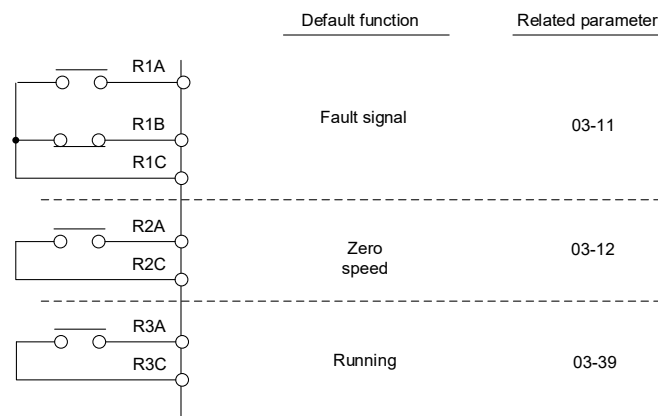 Default function Related parameter
R1A
R1B
R1C
Fault signal
03-11
R2A
R2C
Zero
speed
03-12
R3A
R3C
Running
03-39